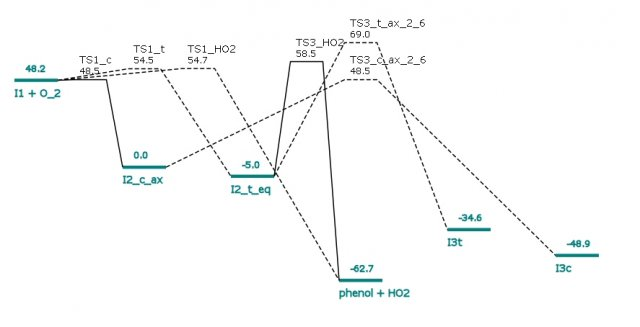 TS3_t_ax_2_6
69.0
TS1_c
48.5
TS1_t
54.5
TS1_HO2
54.7
TS3_HO2
58.5
TS3_c_ax_2_6
48.5
48.2
I1 + O_2
0.0
I2_c_ax
-5.0
I2_t_eq
-34.6
I3t
-48.9
I3c
-62.7
phenol + HO2